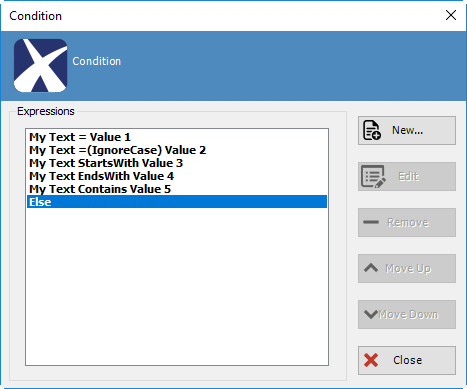 Condition
Condition
Expressions
My Text = Value 1
My Text =(IgnoreCase) Value 2
My Text StartsWith Value 3
My Text EndsWith Value 4
My Text Contains Value 5
Else
New...
Edit
Remove
Move Up
Move Down
Close